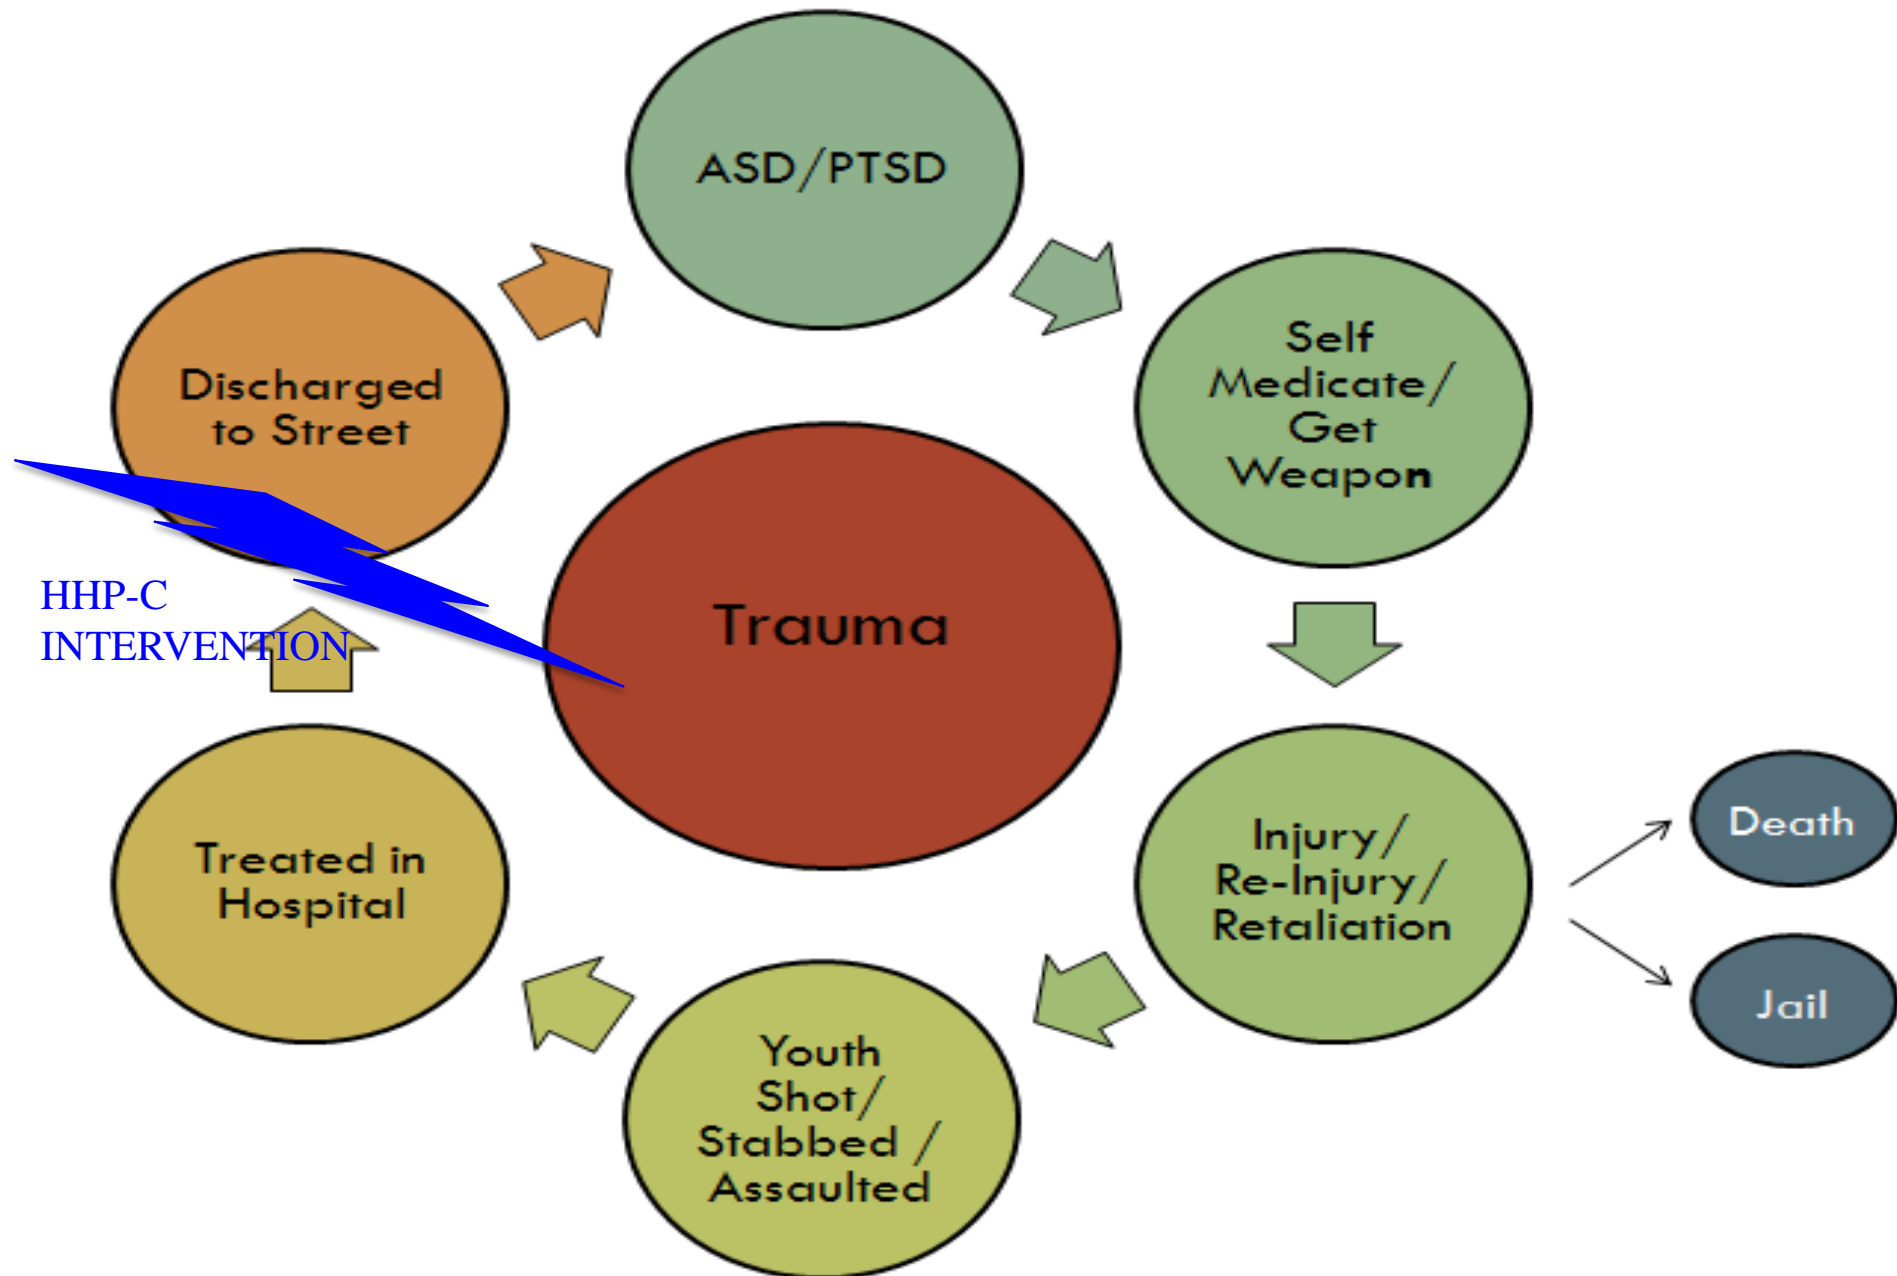 ASD/PTSD
Self
Medicate/
Get
Weapon
Discharged
to Street
HHP-C
INTERVENTION
Trauma
Treated in
Hospital
Injury/
Re-Injury/
Retaliation
Death
Jail
Youth
Shot/
Stabbed /
Assaulted